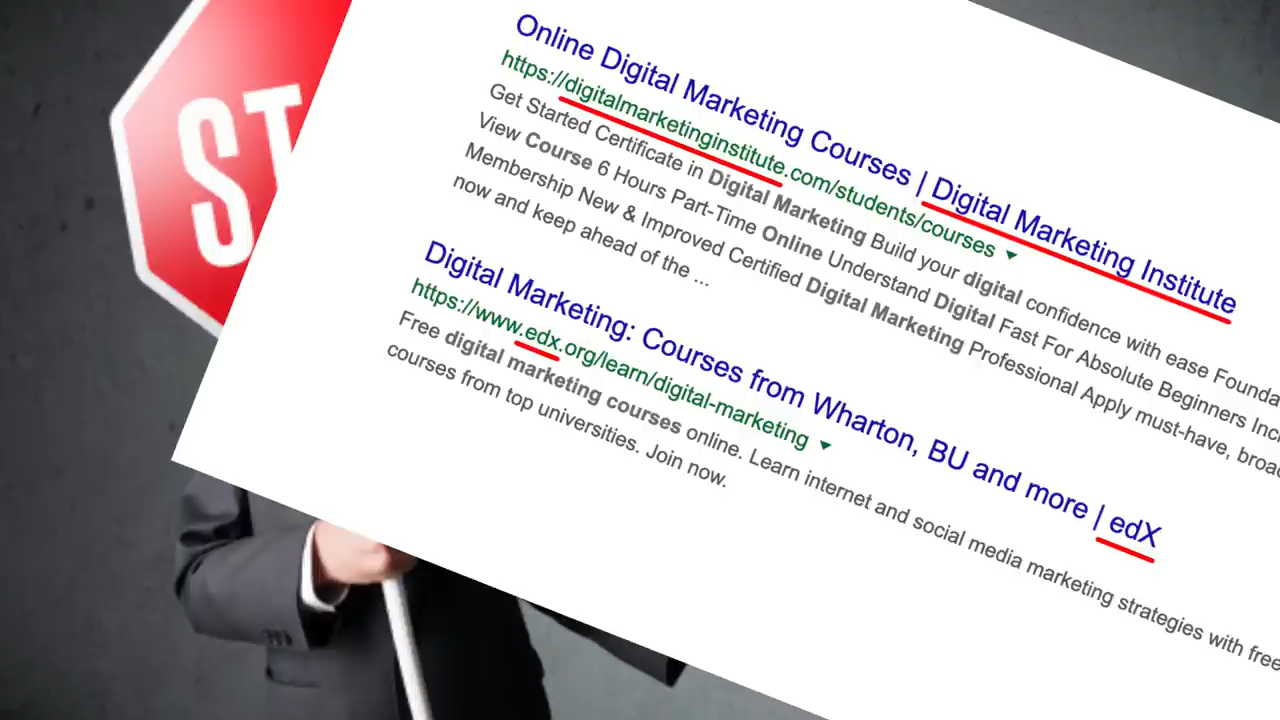 ST
Online Digital Marketing Courses | Digital Marketing Institute
https://digitalmarketinginstitute.com/students/courses
Get Started Certificate in Digital Marketing Build your digital confidence with ease Founda
View Course 6 Hours Part-Time Online Understand Digital Fast For Absolute Beginners Inc
Membership New & Improved Certified Digital Marketing Professional Apply must-have, broad
now and keep ahead of the ...
Digital Marketing: Courses from Wharton, BU and more | edX
https://www.edx.org/learn/digital-marketing
Free digital marketing courses online. Learn internet and social media marketing strategies with free
courses from top universities. Join now.